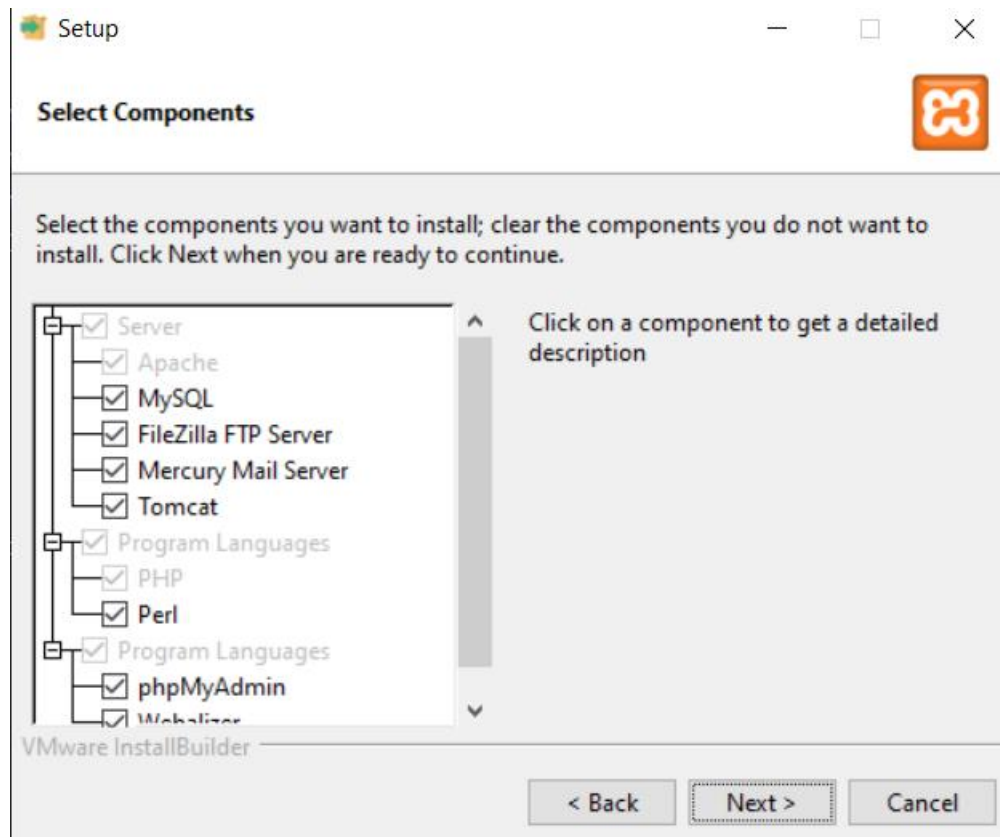 Setup
Select Components
Select the components you want to install; clear the components you do not want to
install. Click Next when you are ready to continue.
Server
Apache
MySQL
FileZilla FTP Server
Mercury Mail Server
Tomcat
Program Languages
PHP
Perl
Program Languages
phpMyAdmin
Webalizer
Click on a component to get a detailed
description
VMware InstallBuilder
< Back
Next >
Cancel